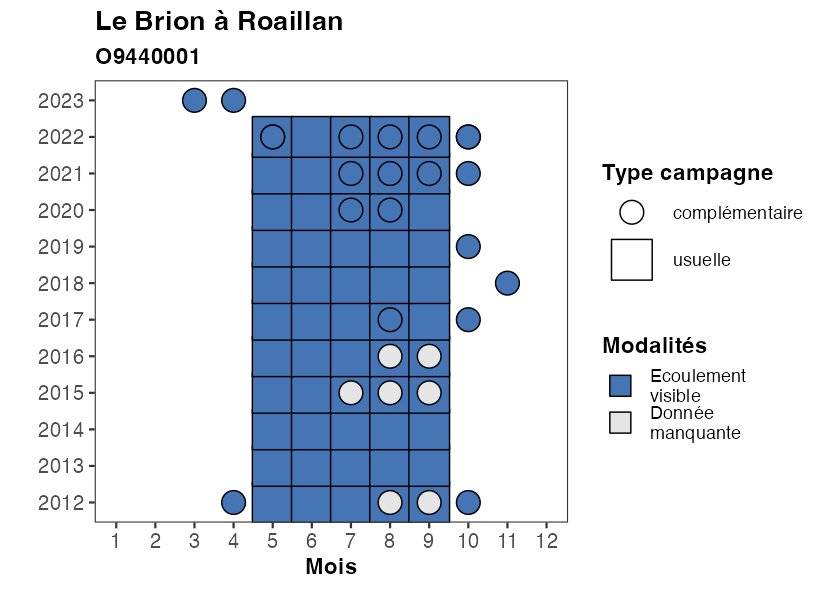 Le Brion à Roaillan
O9440001
2023
2022
2021
2020
2019
2018
2017
2016
2015
2014
2013
2012
1 2 3 4 5 6 7 8 9 10 11 12
Mois
Type campagne
complémentaire
usuelle
Modalités
Ecoulement
visible
Donnée
manquante